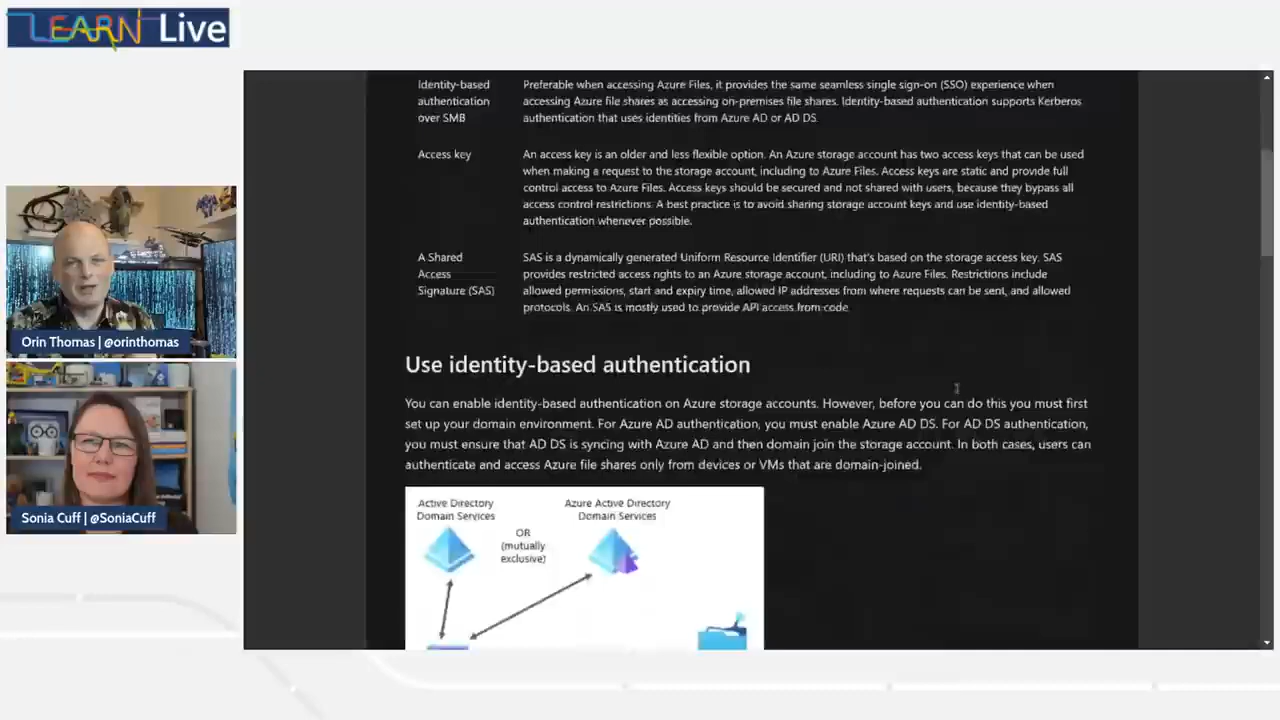 LEARN Live
Identity-based
authentication
over SMB
Preferable when accessing Azure Files, it provides the same seamless single sign-on (SSO) experience when
accessing Azure file shares as accessing on-premises file shares. Identity-based authentication supports Kerberos
authentication that uses identities from Azure AD or AD DS.
Access key
An access key is an older and less flexible option. An Azure storage account has two access keys that can be used
when making a request to the storage account, including to Azure Files. Access keys are static and provide full
control access to Azure Files. Access keys should be secured and not shared with users, because they bypass all
access control restrictions. A best practice is to avoid sharing storage account keys and use identity-based
authentication whenever possible.
A Shared
Access
Signature (SAS)
SAS is a dynamically generated Uniform Resource Identifier (URI) that's based on the storage access key. SAS
provides restricted access rights to an Azure storage account, including to Azure Files. Restrictions include
allowed permissions, start and expiry time, allowed IP addresses from where requests can be sent, and allowed
protocols. An SAS is mostly used to provide API access from code.
Orin Thomas | @orinthomas
Sonia Cuff | @SoniaCuff
Use identity-based authentication
You can enable identity-based authentication on Azure storage accounts. However, before you can do this you must first
set up your domain environment. For Azure AD authentication, you must enable Azure AD DS. For AD DS authentication,
you must ensure that AD DS is syncing with Azure AD and then domain join the storage account. In both cases, users can
authenticate and access Azure file shares only from devices or VMs that are domain-joined.
Active Directory
Domain Services
OR
(mutually
exclusive)
Azure Active Directory
Domain Services